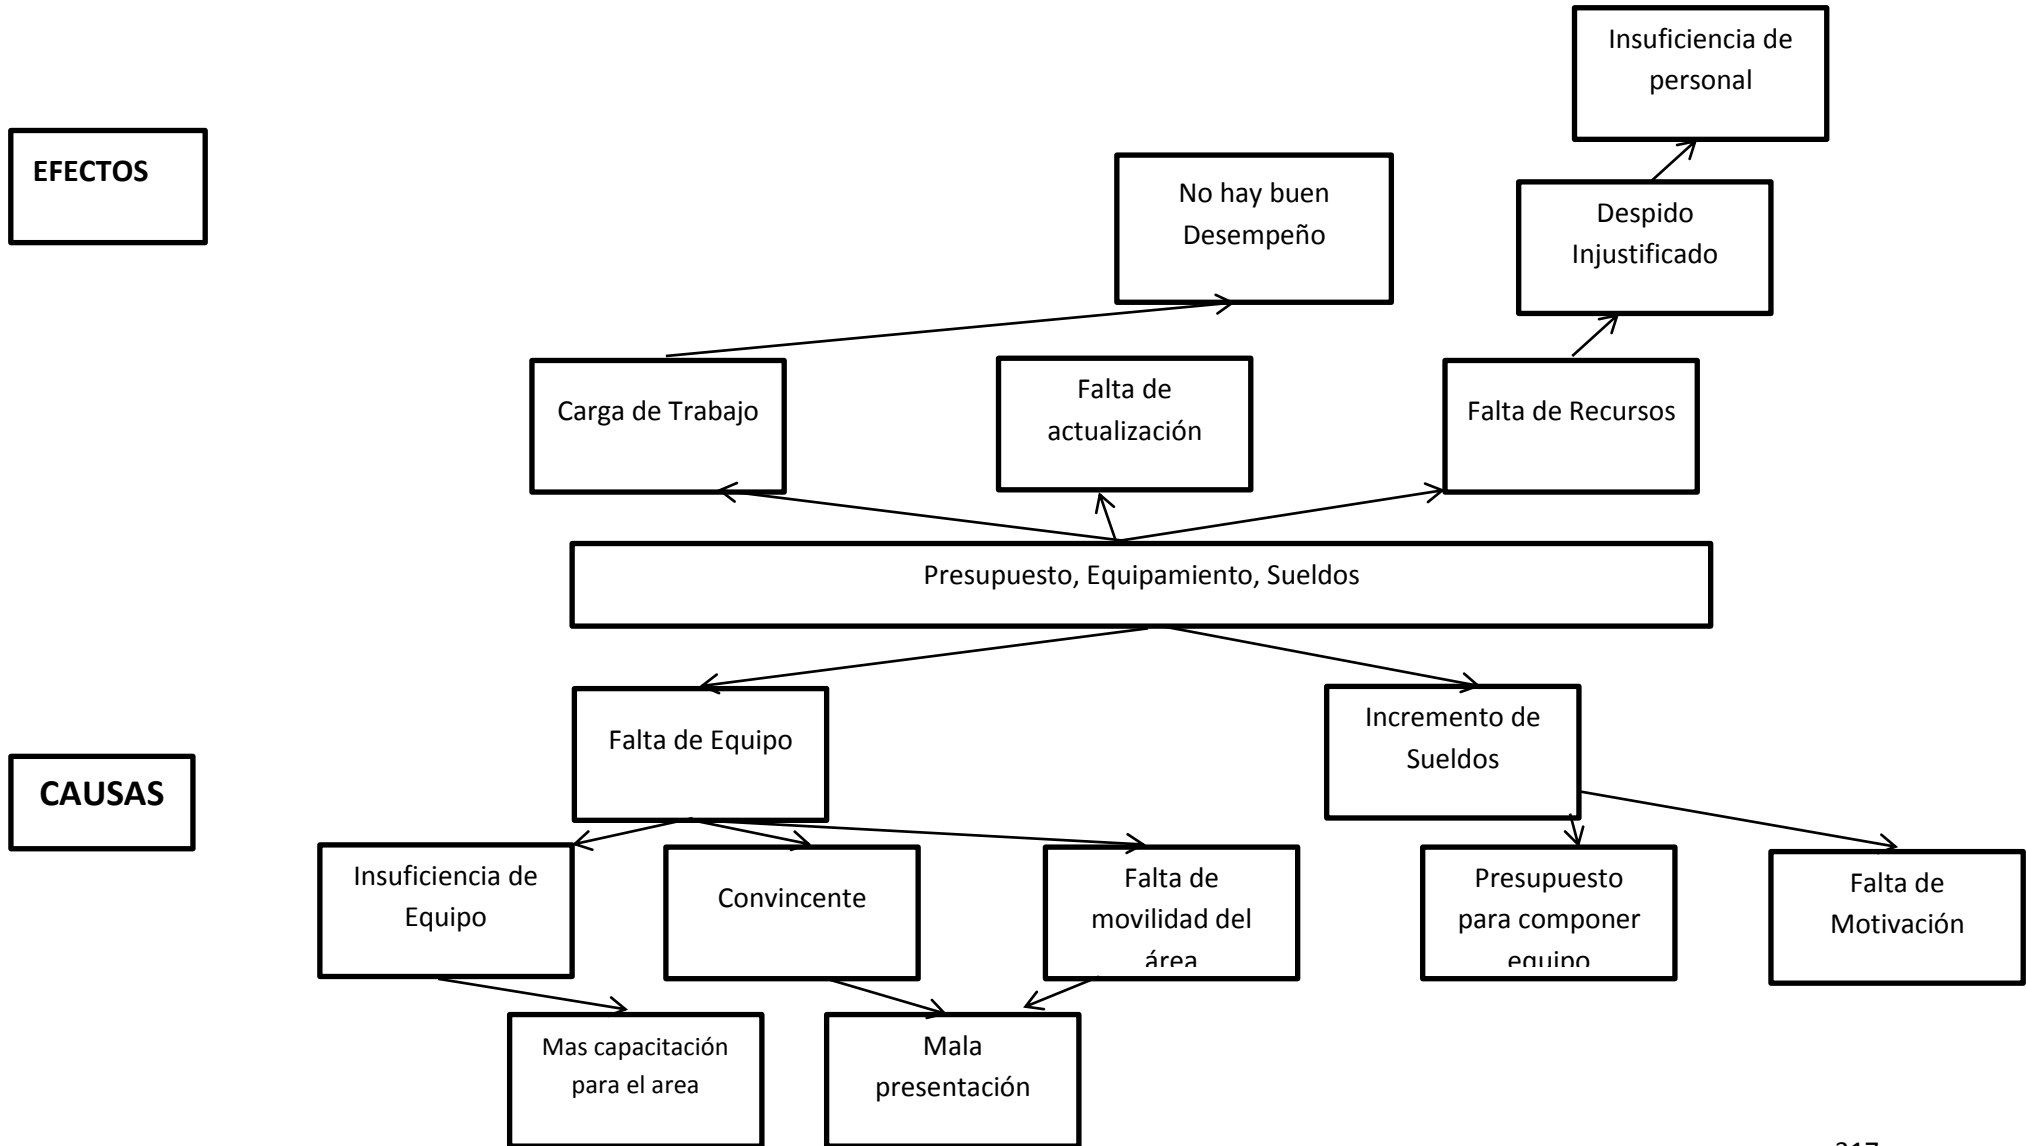 Insuficiencia de
personal
EFECTOS
No hay buen
Desempeño
Despido
Injustificado
Carga de Trabajo
Falta de
actualización
Falta de Recursos
Presupuesto, Equipamiento, Sueldos
Falta de Equipo
Incremento de
Sueldos
CAUSAS
Insuficiencia de
Equipo
Convincente
Falta de
movilidad del
área
Presupuesto
para componer
equipo
Falta de
Motivación
Mas capacitación
para el area
Mala
presentación